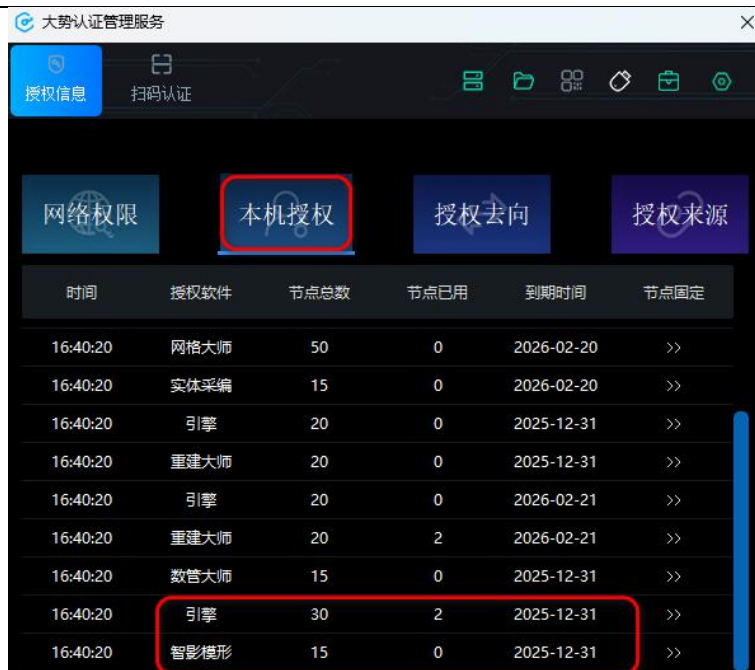 大势认证管理服务
授权信息 扫码认证
网络权限 本机授权 授权去向 授权来源
时间 授权软件 节点总数 节点已用 到期时间 节点固定
16:40:20 网格大师 50 0 2026-02-20 >>
16:40:20 实体采编 15 0 2026-02-20 >>
16:40:20 引擎 20 0 2025-12-31 >>
16:40:20 重建大师 20 0 2025-12-31 >>
16:40:20 引擎 20 0 2026-02-21 >>
16:40:20 重建大师 20 2 2026-02-21 >>
16:40:20 数管大师 15 0 2025-12-31 >>
16:40:20 引擎 30 2 2025-12-31 >>
16:40:20 智影模形 15 0 2025-12-31 >>